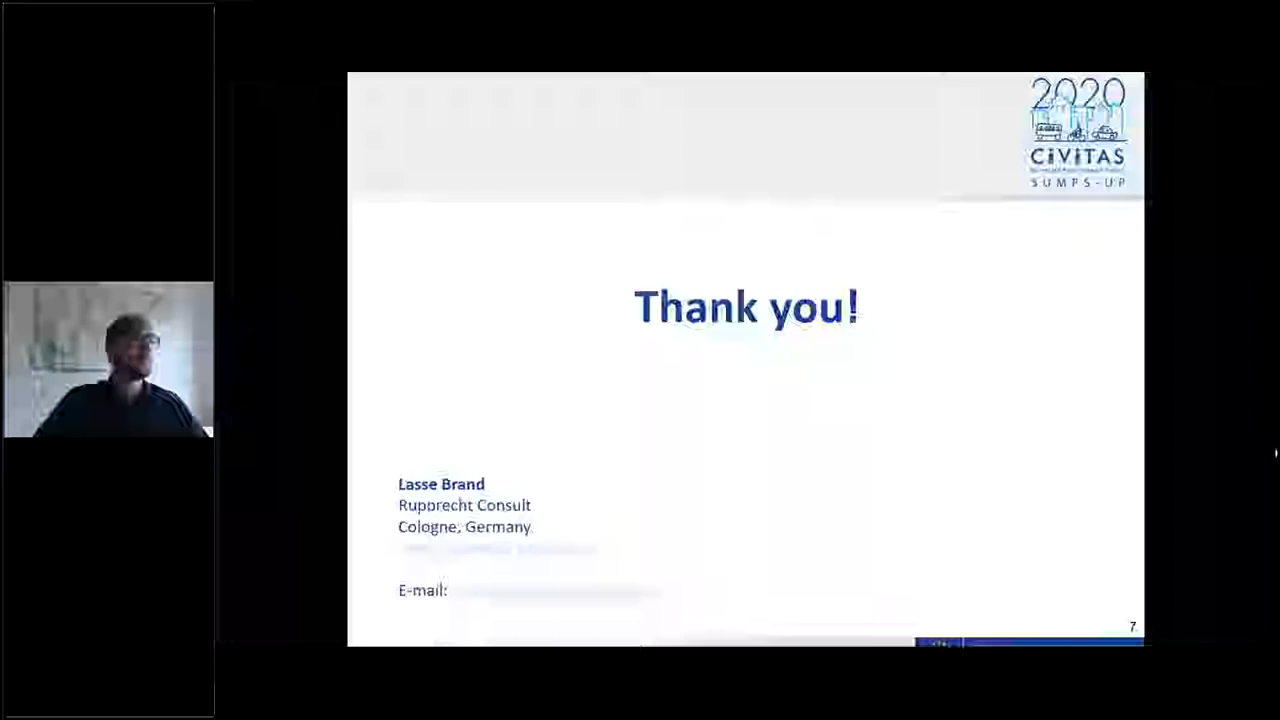 2020
CIVITAS
SUMPS-UP
Thank you!
Lasse Brand
Rupprecht Consult
Cologne, Germany
E-mail:
7